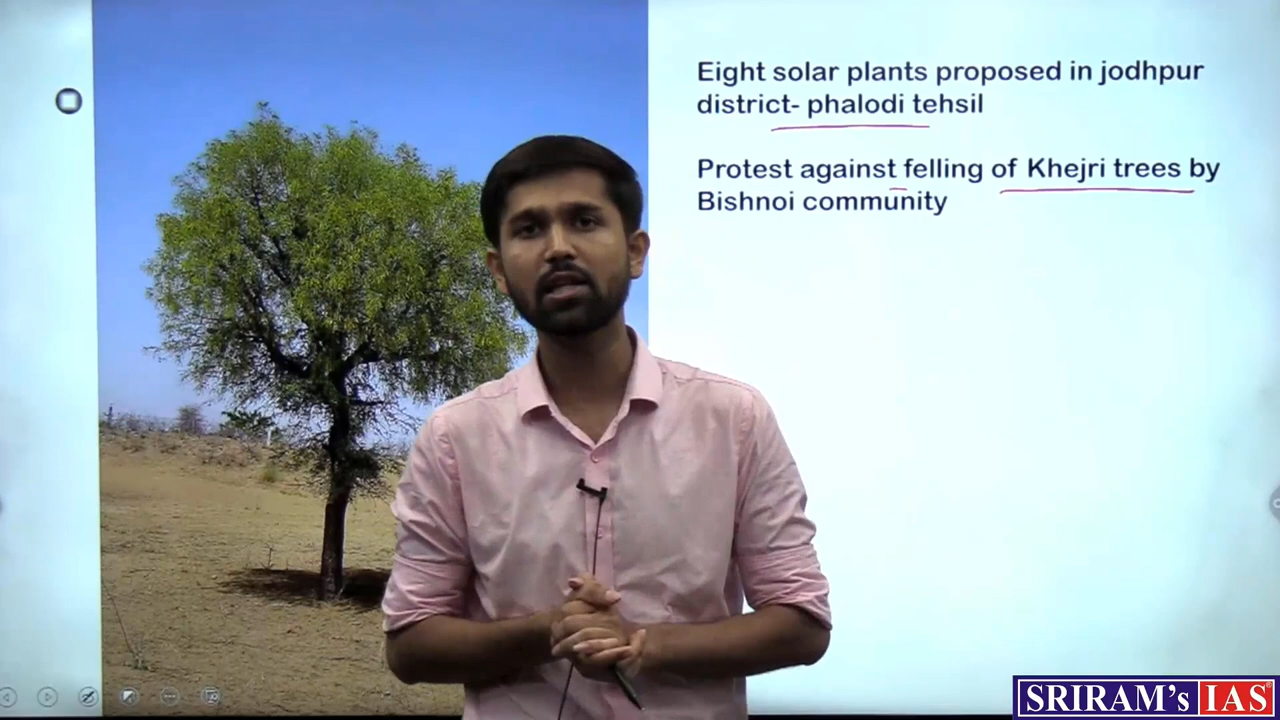 Eight solar plants proposed in jodhpur
district- phalodi tehsil
Protest against felling of Khejri trees by
Bishnoi community
SRIRAM's IAS